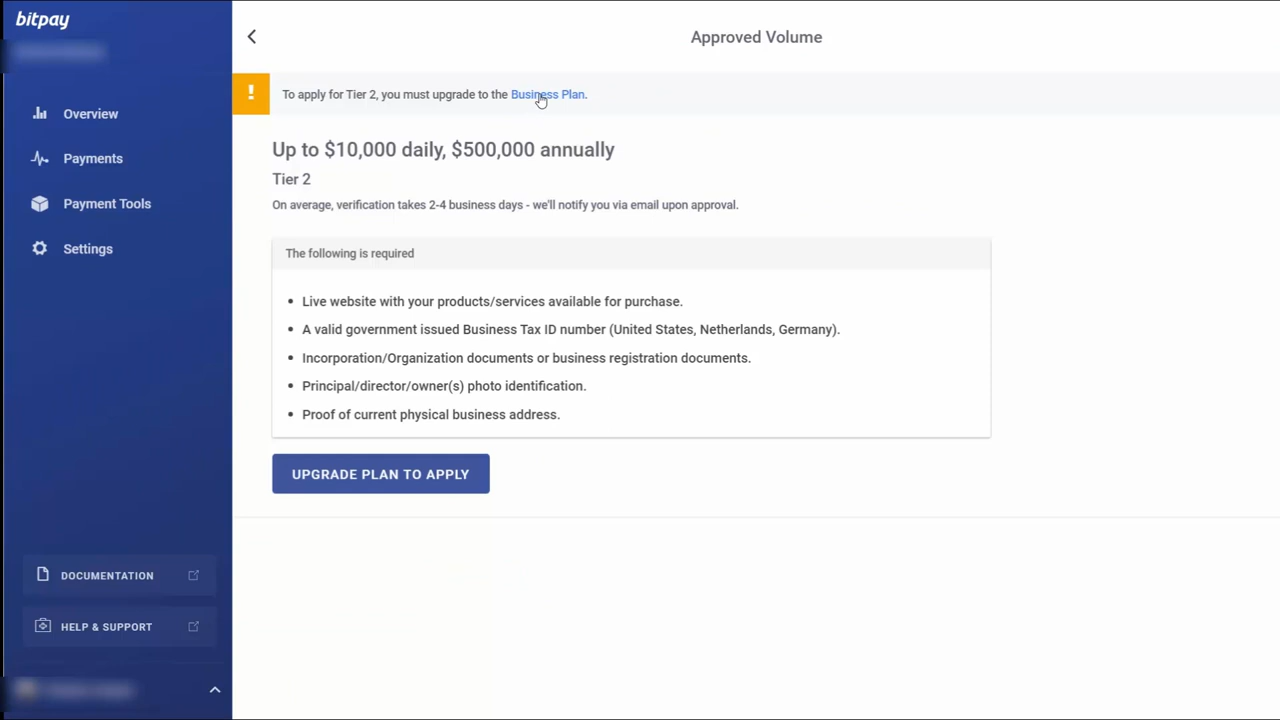 bitpay
Overview
Payments
Payment Tools
Settings
DOCUMENTATION
HELP & SUPPORT
Approved Volume
! To apply for Tier 2, you must upgrade to the Business Plan.
Up to $10,000 daily, $500,000 annually
Tier 2
On average, verification takes 2-4 business days - we'll notify you via email upon approval.
The following is required
• Live website with your products/services available for purchase.
• A valid government issued Business Tax ID number (United States, Netherlands, Germany).
• Incorporation/Organization documents or business registration documents.
• Principal/director/owner(s) photo identification.
• Proof of current physical business address.
UPGRADE PLAN TO APPLY